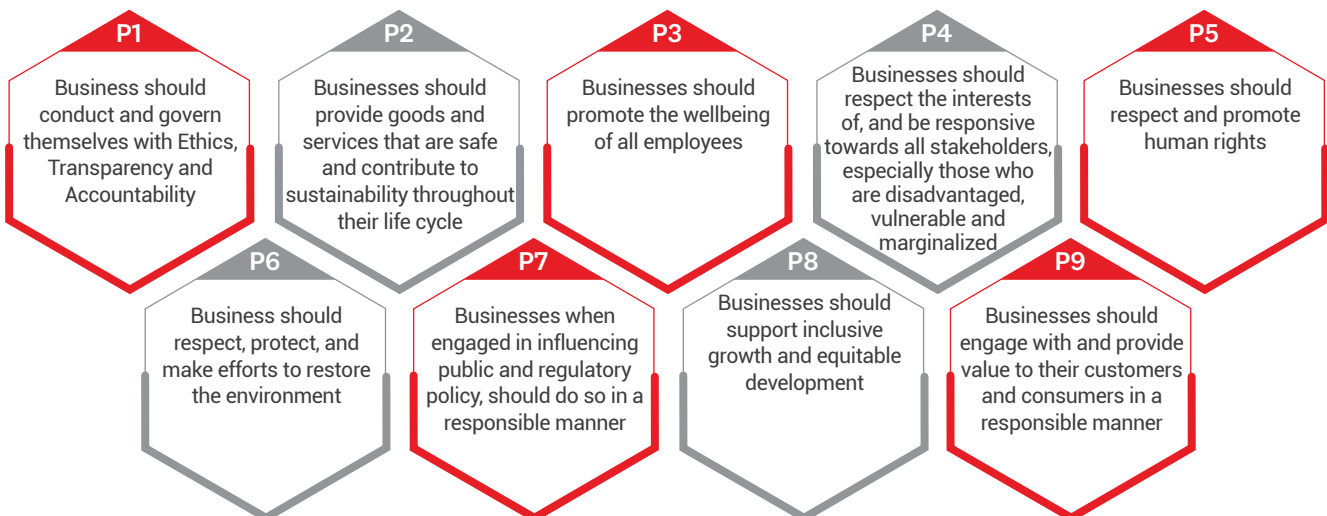 P1
Business should
conduct and govern
themselves with Ethics,
Transparency and
Accountability
P2
Businesses should
provide goods and
services that are safe
and contribute to
sustainability throughout
their life cycle
P3
Businesses should
promote the wellbeing
of all employees
P4
Businesses should
respect the interests
of, and be responsive
towards all stakeholders,
especially those who
are disadvantaged,
vulnerable and
marginalized
P5
Businesses should
respect and promote
human rights
P6
Business should
respect, protect, and
make efforts to restore
the environment
P7
Businesses when
engaged in influencing
public and regulatory
policy, should do so in a
responsible manner
P8
Businesses should
support inclusive
growth and equitable
development
P9
Businesses should
engage with and provide
value to their customers
and consumers in a
responsible manner